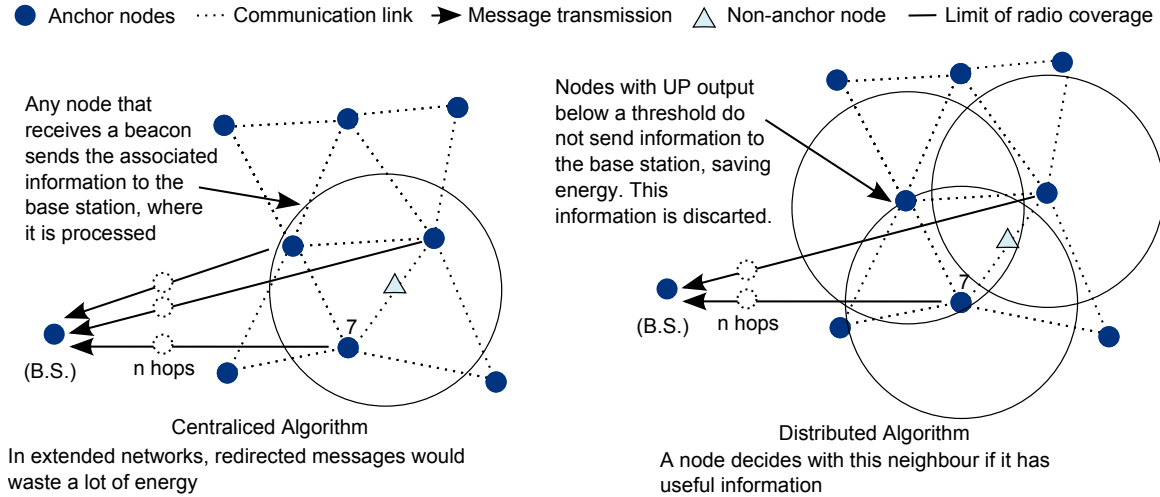 Anchor nodes Communication link Message transmission Non-anchor node Limit of radio coverage
Any node that
receives a beacon
sends the associated
information to the
base station, where
it is processed
7
(B.S.)
n hops
Centraliced Algorithm
In extended networks, redirected messages would
waste a lot of energy
Nodes with UP output
below a threshold do
not send information to
the base station, saving
energy. This
information is discarted.
7
(B.S.)
n hops
Distributed Algorithm
A node decides with this neighbour if it has
useful information